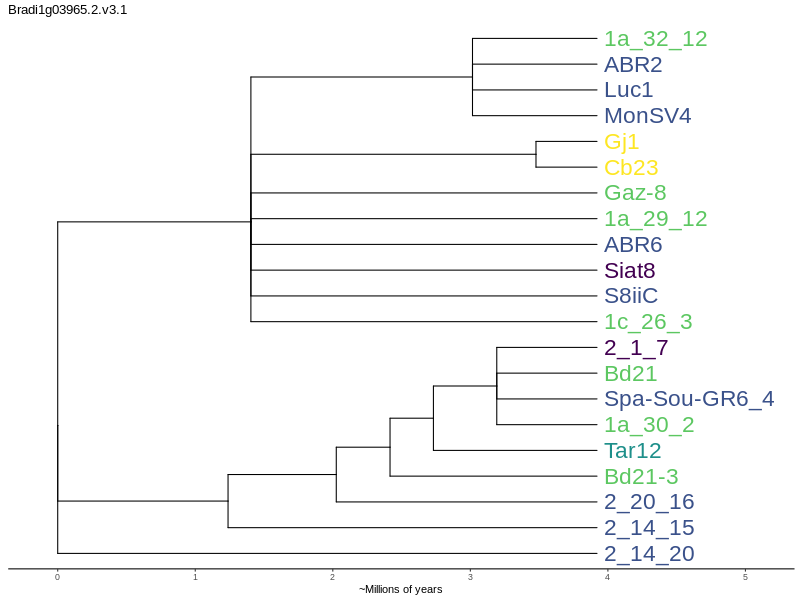 Bradi1g03965.2.v3.1
1a_32_12
ABR2
Luc1
MonSV4
Gj1
Cb23
Gaz-8
1a_29_12
ABR6
Siat8
S8iiC
1c_26_3
2_1_7
Bd21
Spa-Sou-GR6_4
1a_30_2
Tar12
Bd21-3
2_20_16
2_14_15
2_14_20
0 1 2 3 4 5
~Millions of years